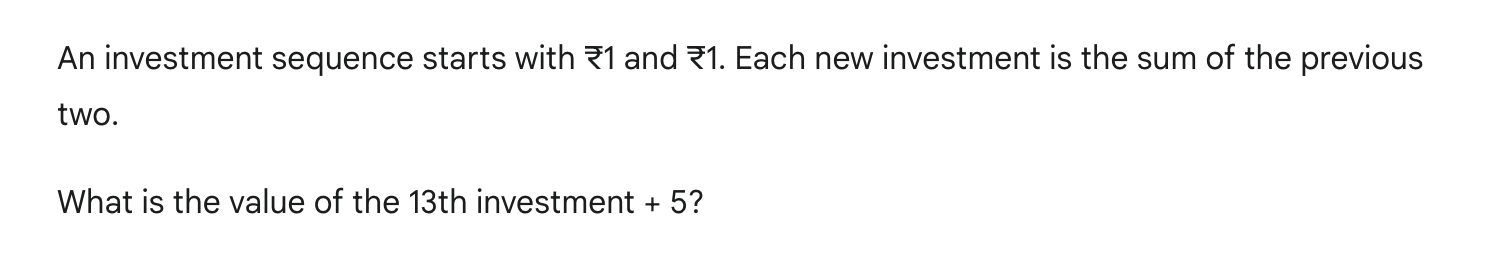 An investment sequence starts with ₹1 and ₹1. Each new investment is the sum of the previous
two.
What is the value of the 13th investment + 5?